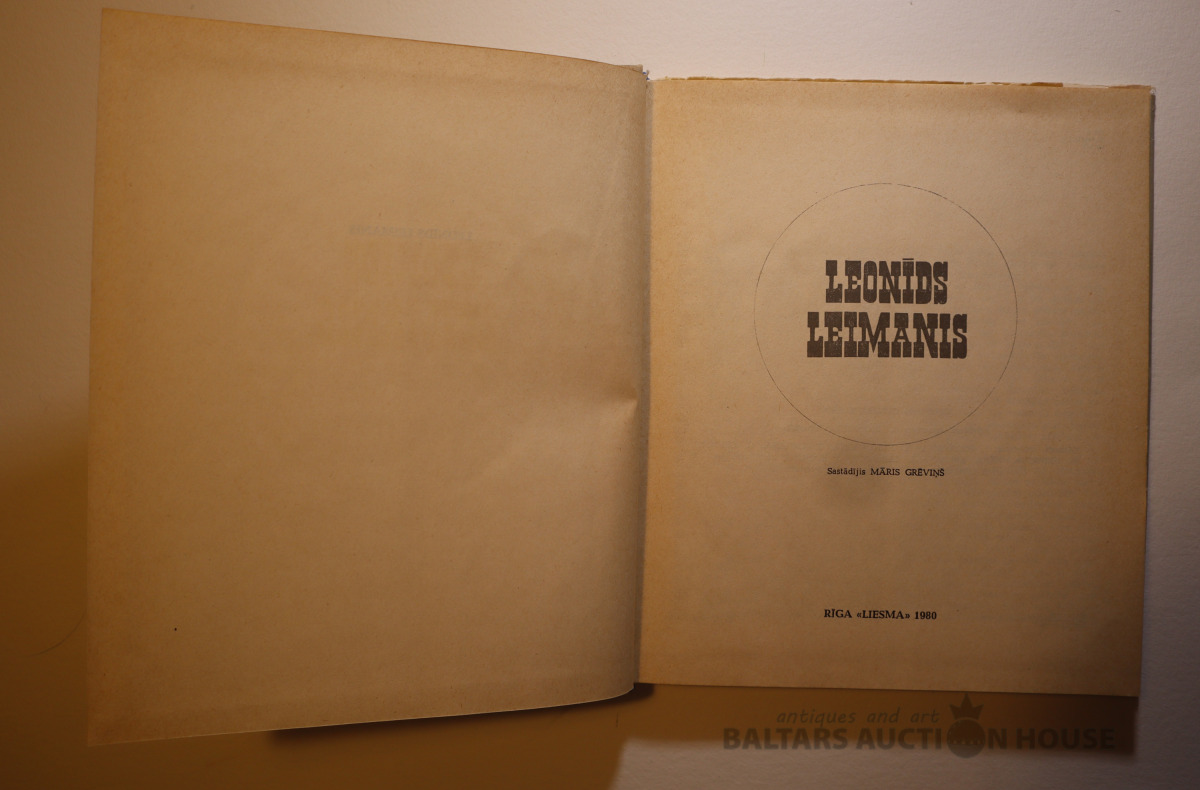 LEONĪDS
LEIMANIS
Sastādījis MĀRIS GRĒVIŅŠ
RĪGA «LIESMA» 1980
antiques and art
BALTARS AUCTION HOUSE